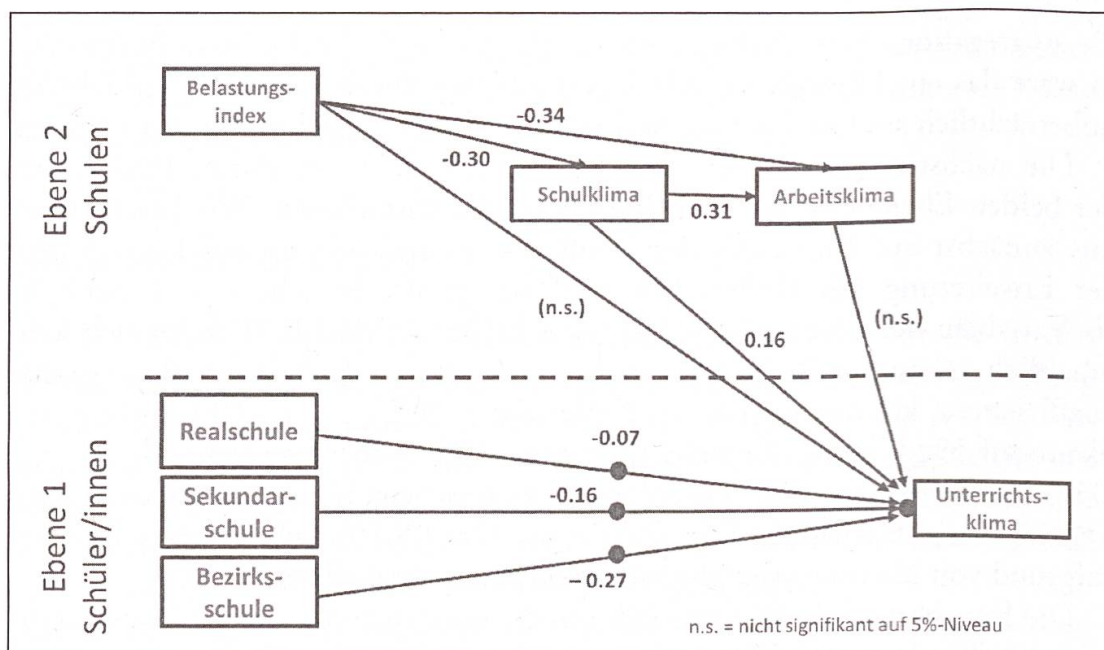 Ebene 2
Schulen
Belastungs-
index
-0.34
-0.30
Schulklima
0.31
Arbeitsklima
(n.s.)
0.16
(n.s.)
Ebene 1
Schüler/innen
Realschule
-0.07
Sekundar-
schule
-0.16
Bezirks-
schule
-0.27
Unterrichts-
klima
n.s. = nicht signifikant auf 5%-Niveau